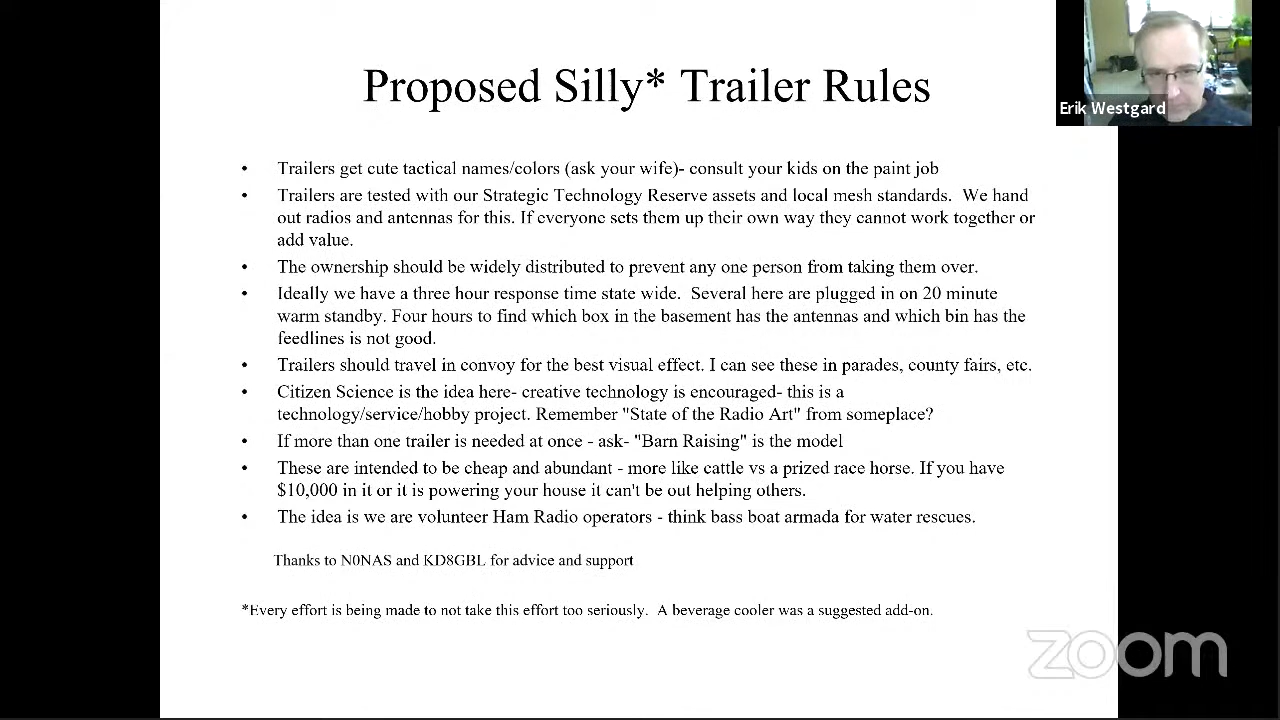 Proposed Silly* Trailer Rules
Erik Westgard
• Trailers get cute tactical names/colors (ask your wife)- consult your kids on the paint job
• Trailers are tested with our Strategic Technology Reserve assets and local mesh standards.  We hand
out radios and antennas for this. If everyone sets them up their own way they cannot work together or
add value.
• The ownership should be widely distributed to prevent any one person from taking them over.
• Ideally we have a three hour response time state wide.  Several here are plugged in on 20 minute
warm standby. Four hours to find which box in the basement has the antennas and which bin has the
feedlines is not good.
• Trailers should travel in convoy for the best visual effect. I can see these in parades, county fairs, etc.
• Citizen Science is the idea here- creative technology is encouraged- this is a
technology/service/hobby project. Remember "State of the Radio Art" from someplace?
• If more than one trailer is needed at once - ask- "Barn Raising" is the model
• These are intended to be cheap and abundant - more like cattle vs a prized race horse. If you have
$10,000 in it or it is powering your house it can't be out helping others.
• The idea is we are volunteer Ham Radio operators - think bass boat armada for water rescues.
Thanks to N0NAS and KD8GBL for advice and support
*Every effort is being made to not take this effort too seriously.  A beverage cooler was a suggested add-on.
zoom